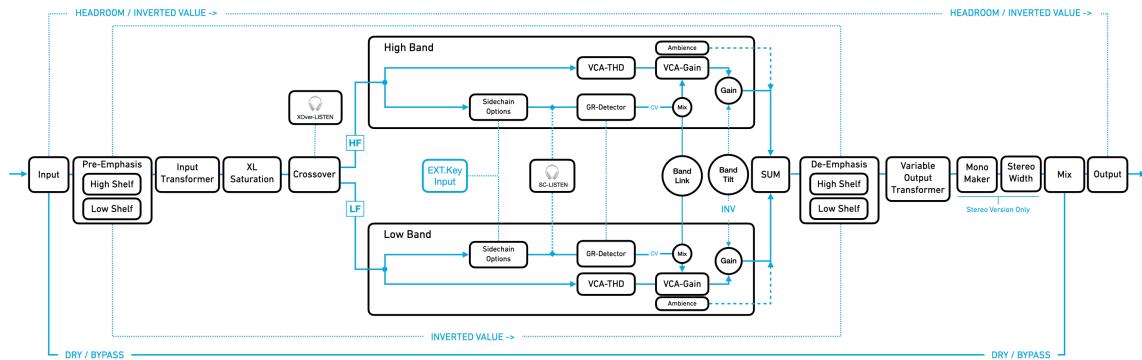 HEADROOM / INVERTED VALUE ->
HEADROOM / INVERTED VALUE ->
High Band
Ambience
VCA-THD
VCA-Gain
Gain
XOver-LISTEN
Sidechain
Options
GR-Detector
CV
Mix
HF
Input
Pre-Emphasis
High Shelf
Low Shelf
Input
Transformer
XL
Saturation
Crossover
EXT.Key
Input
SC-LISTEN
Band
Link
Band
Tilt
INV
SUM
De-Emphasis
High Shelf
Low Shelf
Variable
Output
Transformer
Mono
Maker
Stereo
Width
Stereo Version Only
Mix
Output
LF
Low Band
Sidechain
Options
GR-Detector
CV
Mix
Gain
VCA-THD
VCA-Gain
Ambience
INVERTED VALUE ->
DRY / BYPASS
DRY / BYPASS